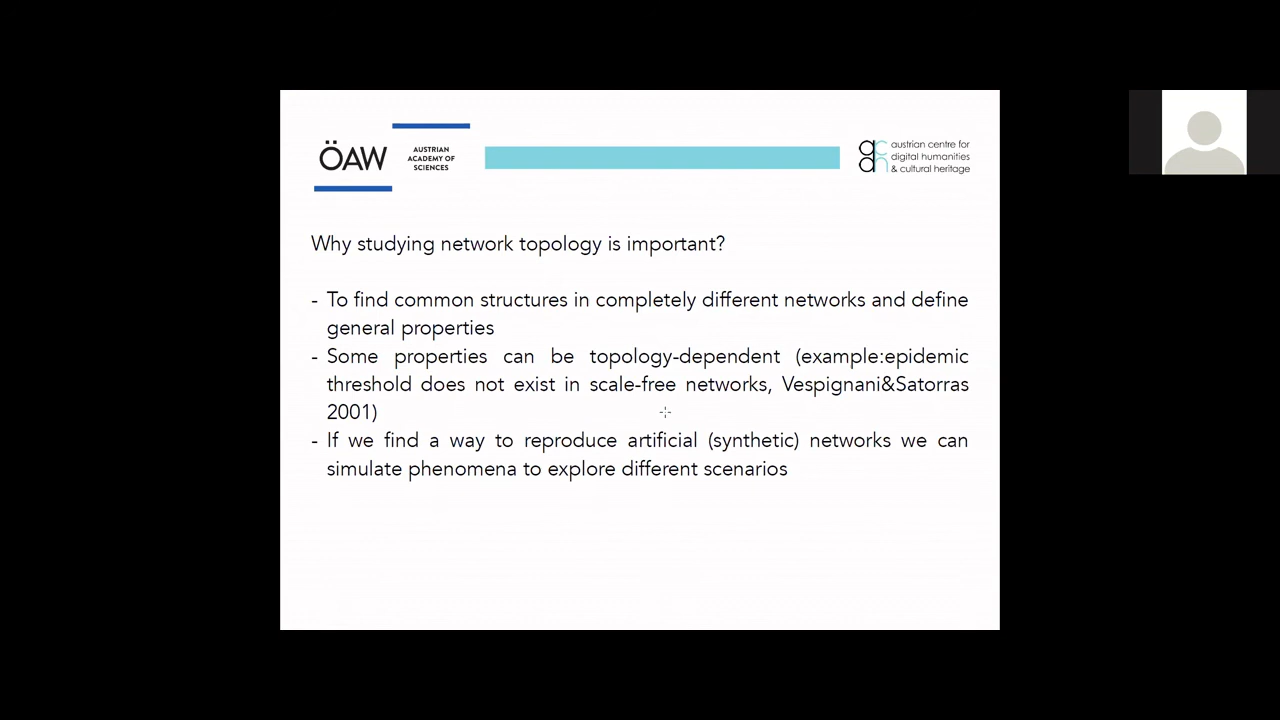 ÖAW
AUSTRIAN
ACADEMY OF
SCIENCES
austrian centre for
digital humanities
& cultural heritage
Why studying network topology is important?
- To find common structures in completely different networks and define
general properties
- Some properties can be topology-dependent (example:epidemic
threshold does not exist in scale-free networks, Vespignani&Satorras
2001)
- If we find a way to reproduce artificial (synthetic) networks we can
simulate phenomena to explore different scenarios